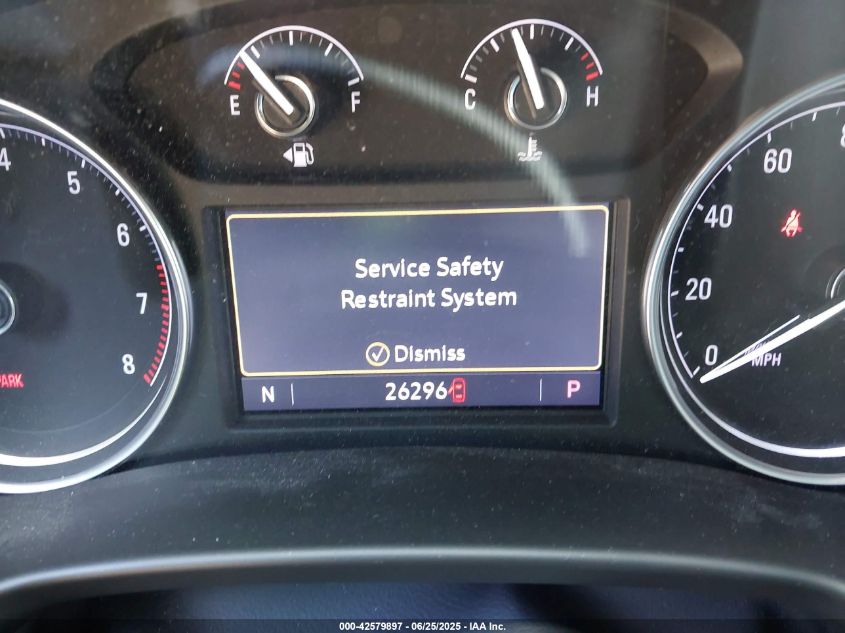 E F
C H
4
5
6
7
8
PARK
60
40
20
0
MPH
Service Safety
Restraint System
Dismiss
N 26296 P
000-42579897 - 06/25/2025 - IAA Inc.